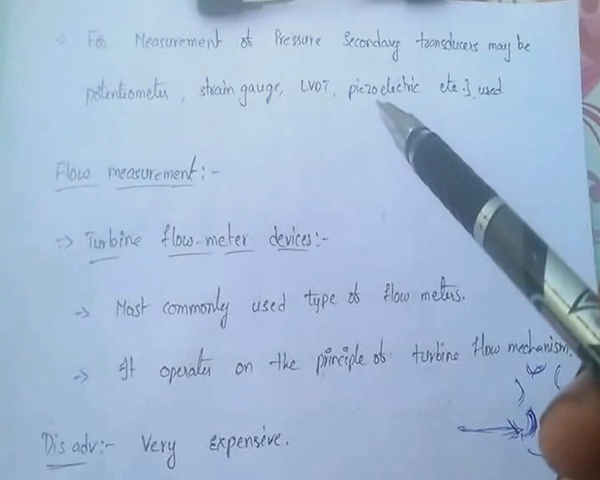 -> For Measurement of Pressure Secondary transducers may be
potentiometer, strain gauge, LVDT, piezoelectric etc.} used
Flow measurement:-
=> Turbine flow-meter devices:-
-> Most commonly used type of flow meters.
-> It operates on the principle of turbine flow mechanism.
Dis adv:- Very expensive.